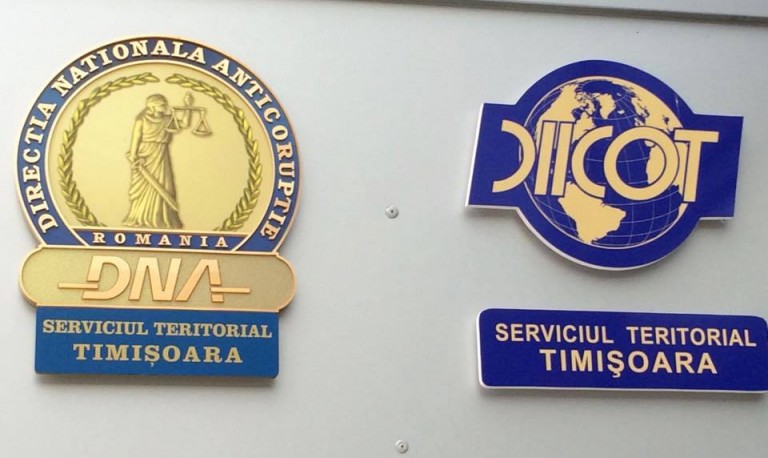 DIRECTIA NATIONALA ANTICORUPTIE
ROMANIA
DNA
SERVICIUL TERITORIAL
TIMIȘOARA
DIICOT
SERVICIUL TERITORIAL
TIMIŞOARA